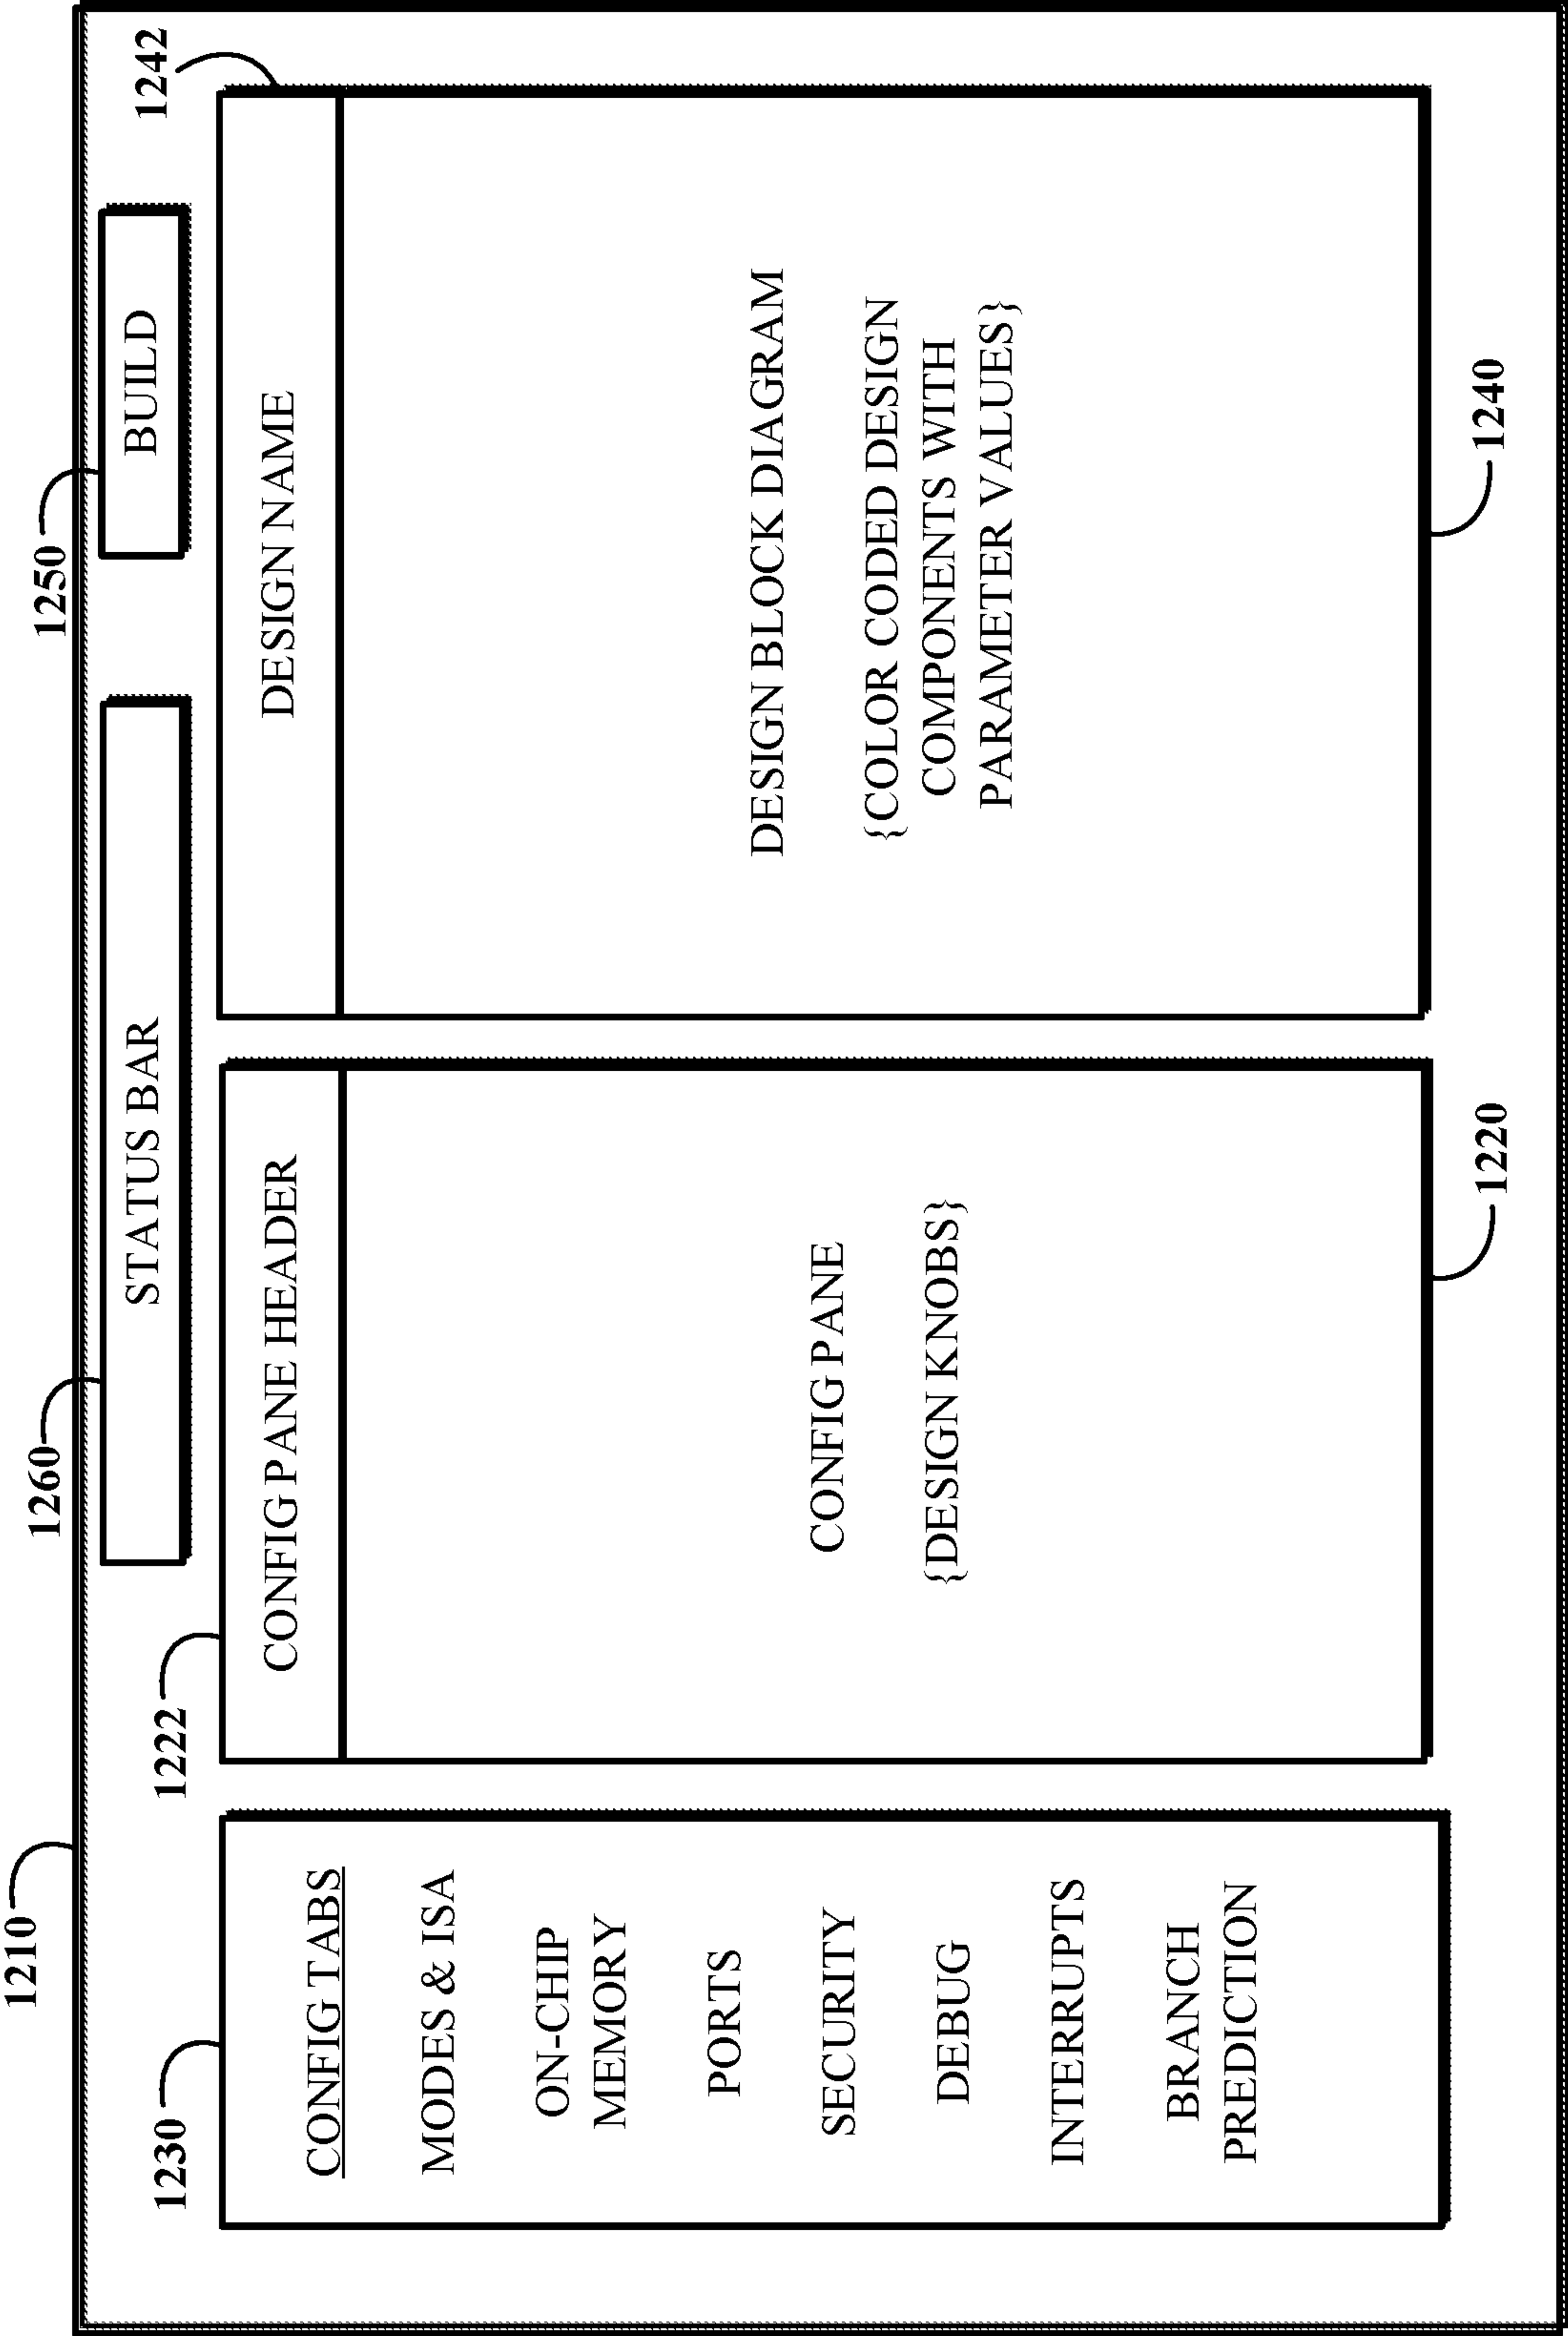 1210
1260
STATUS BAR
1250
BUILD
1230
CONFIG TABS
MODES & ISA
ON-CHIP
MEMORY
PORTS
SECURITY
DEBUG
INTERRUPTS
BRANCH
PREDICTION
1222
CONFIG PANE HEADER
CONFIG PANE
{DESIGN KNOBS}
1220
1242
DESIGN NAME
DESIGN BLOCK DIAGRAM
{COLOR CODED DESIGN
COMPONENTS WITH
PARAMETER VALUES}
1240